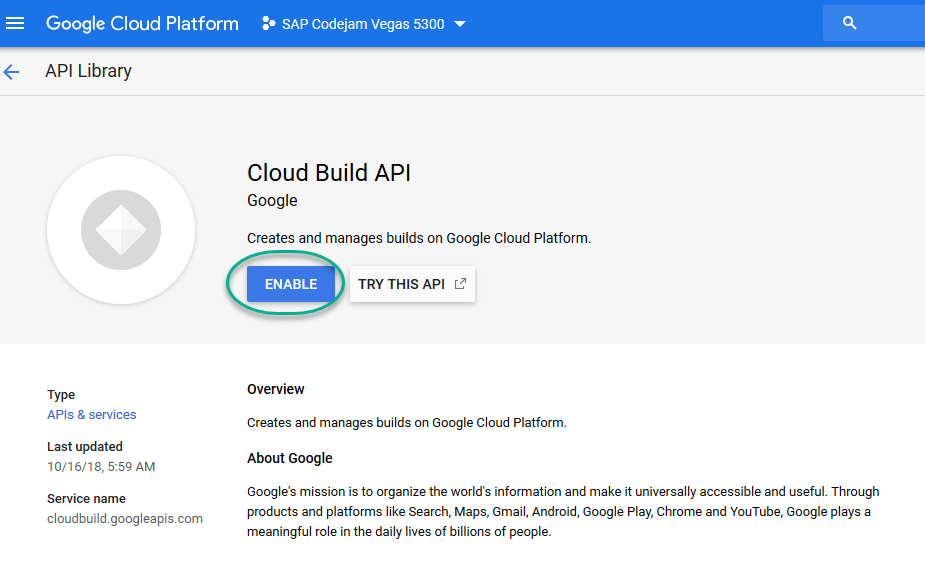 Google Cloud Platform
SAP Codejam Vegas 5300
API Library
Cloud Build API
Google
Creates and manages builds on Google Cloud Platform.
ENABLE
TRY THIS API
Type
APIs & services
Last updated
10/16/18, 5:59 AM
Service name
cloudbuild.googleapis.com
Overview
Creates and manages builds on Google Cloud Platform.
About Google
Google's mission is to organize the world's information and make it universally accessible and useful. Through
products and platforms like Search, Maps, Gmail, Android, Google Play, Chrome and YouTube, Google plays a
meaningful role in the daily lives of billions of people.